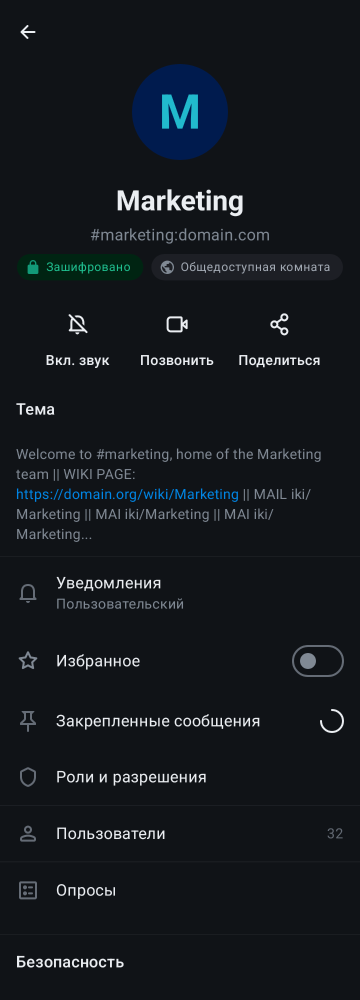 M
Marketing
#marketing:domain.com
Зашифровано Общедоступная комната
Вкл. звук Позвонить Поделиться
Тема
Welcome to #marketing, home of the Marketing
team || WIKI PAGE:
https://domain.org/wiki/Marketing || MAIL iki/
Marketing || MAI iki/Marketing || MAI iki/
Marketing...
Уведомления
Пользовательский
Избранное
Закрепленные сообщения
Роли и разрешения
Пользователи 32
Опросы
Безопасность